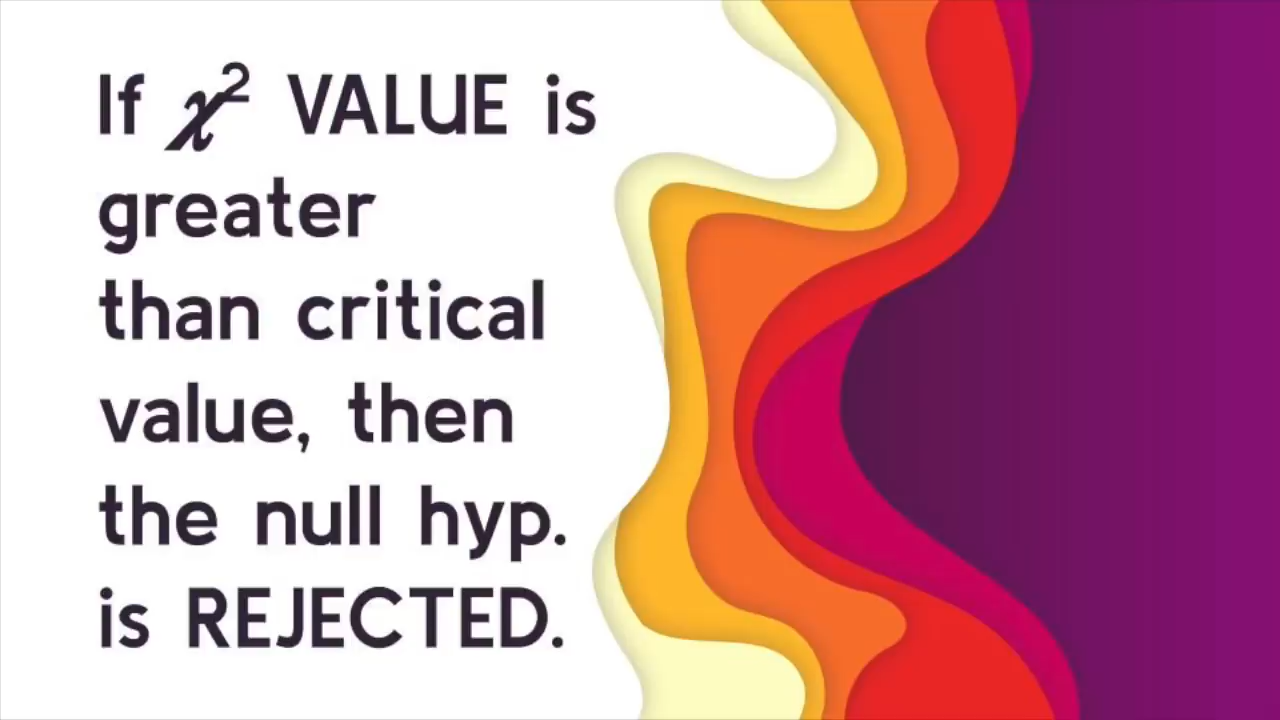 If χ² VALUE is
greater
than critical
value, then
the null hyp.
is REJECTED.